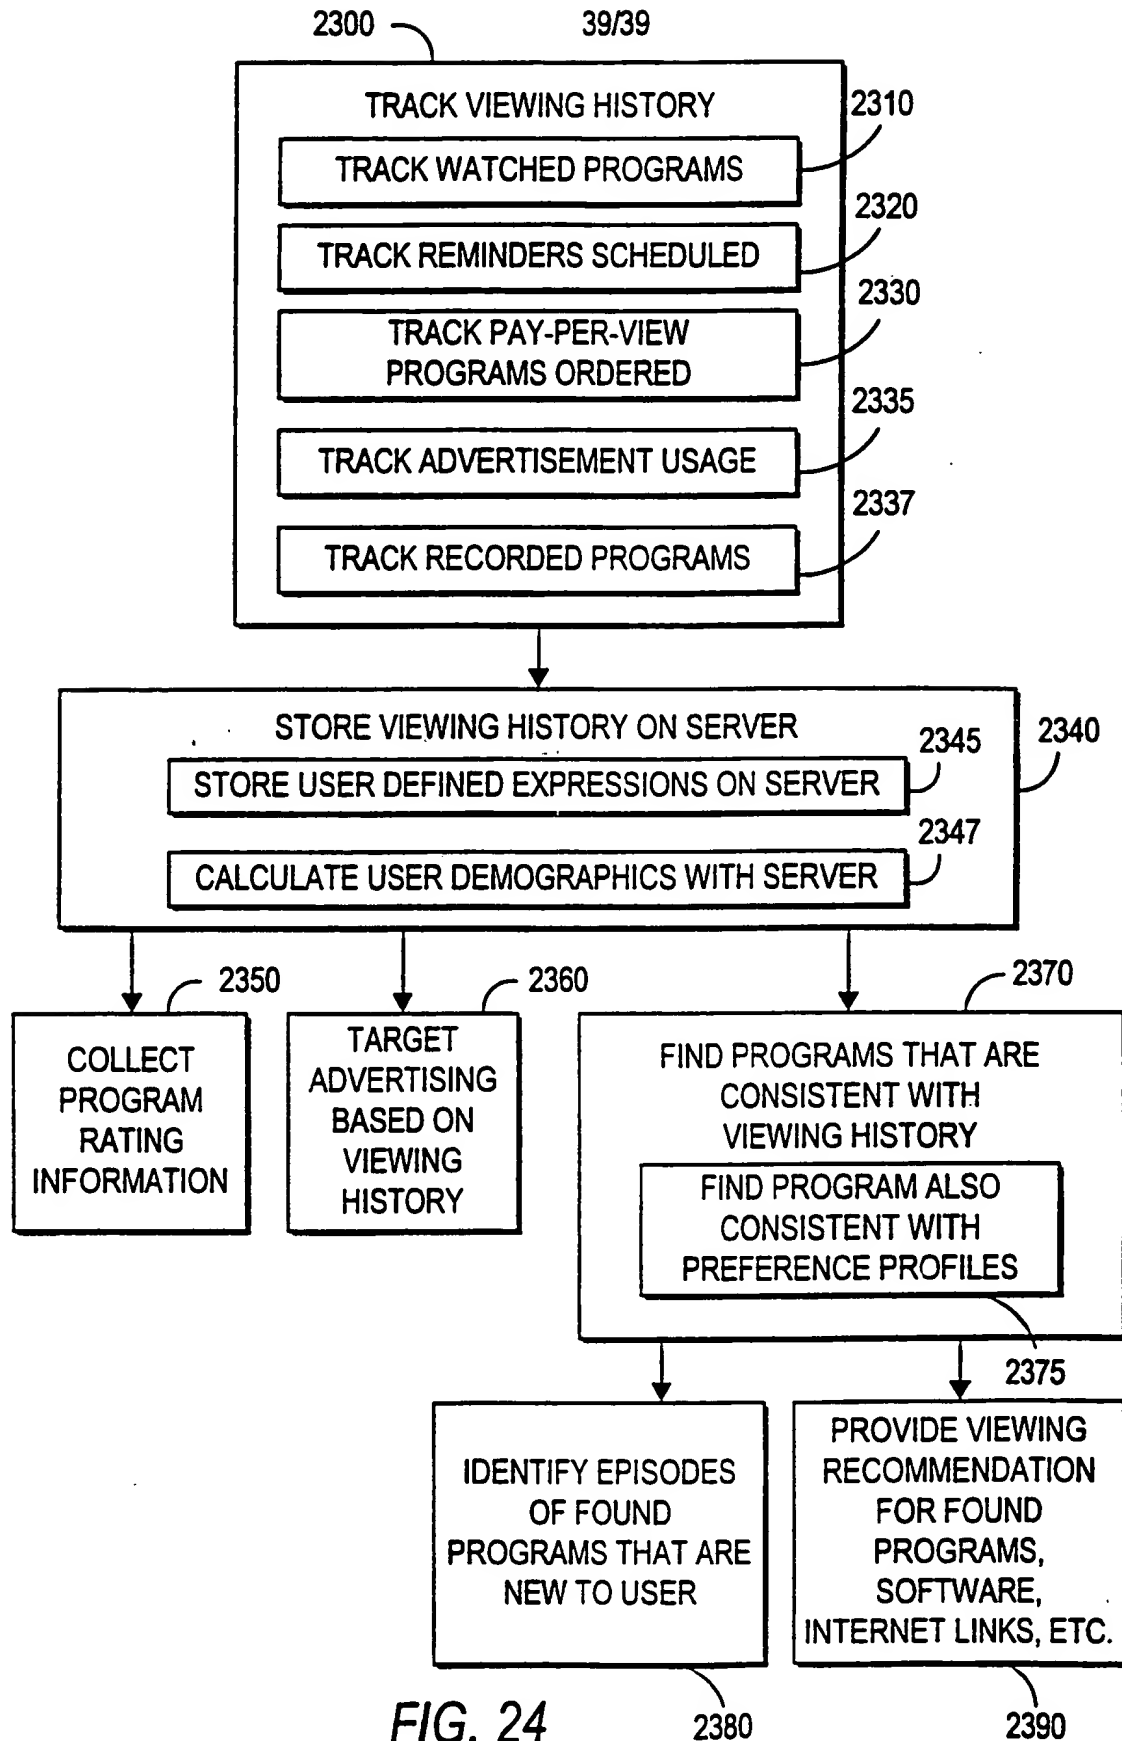 2300
39/39
TRACK VIEWING HISTORY
2310
TRACK WATCHED PROGRAMS
2320
TRACK REMINDERS SCHEDULED
2330
TRACK PAY-PER-VIEW
PROGRAMS ORDERED
2335
TRACK ADVERTISEMENT USAGE
2337
TRACK RECORDED PROGRAMS
STORE VIEWING HISTORY ON SERVER
2340
2345
STORE USER DEFINED EXPRESSIONS ON SERVER
2347
CALCULATE USER DEMOGRAPHICS WITH SERVER
2350
COLLECT
PROGRAM
RATING
INFORMATION
2360
TARGET
ADVERTISING
BASED ON
VIEWING
HISTORY
2370
FIND PROGRAMS THAT ARE
CONSISTENT WITH
VIEWING HISTORY
FIND PROGRAM ALSO
CONSISTENT WITH
PREFERENCE PROFILES
2375
IDENTIFY EPISODES
OF FOUND
PROGRAMS THAT ARE
NEW TO USER
2380
PROVIDE VIEWING
RECOMMENDATION
FOR FOUND
PROGRAMS,
SOFTWARE,
INTERNET LINKS, ETC.
2390
FIG. 24